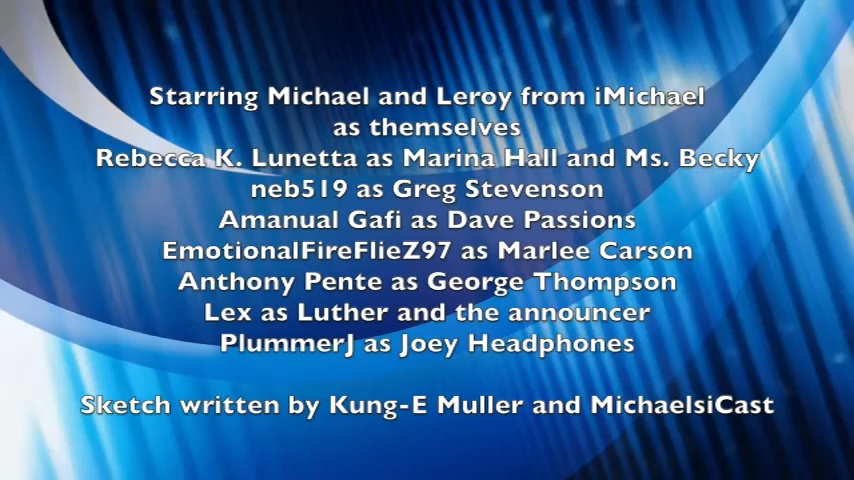 Starring Michael and Leroy from iMichael
as themselves
Rebecca K. Lunetta as Marina Hall and Ms. Becky
neb519 as Greg Stevenson
Amanual Gafi as Dave Passions
EmotionalFireFlieZ97 as Marlee Carson
Anthony Pente as George Thompson
Lex as Luther and the announcer
PlummerJ as Joey Headphones
Sketch written by Kung-E Muller and MichaelsiCast